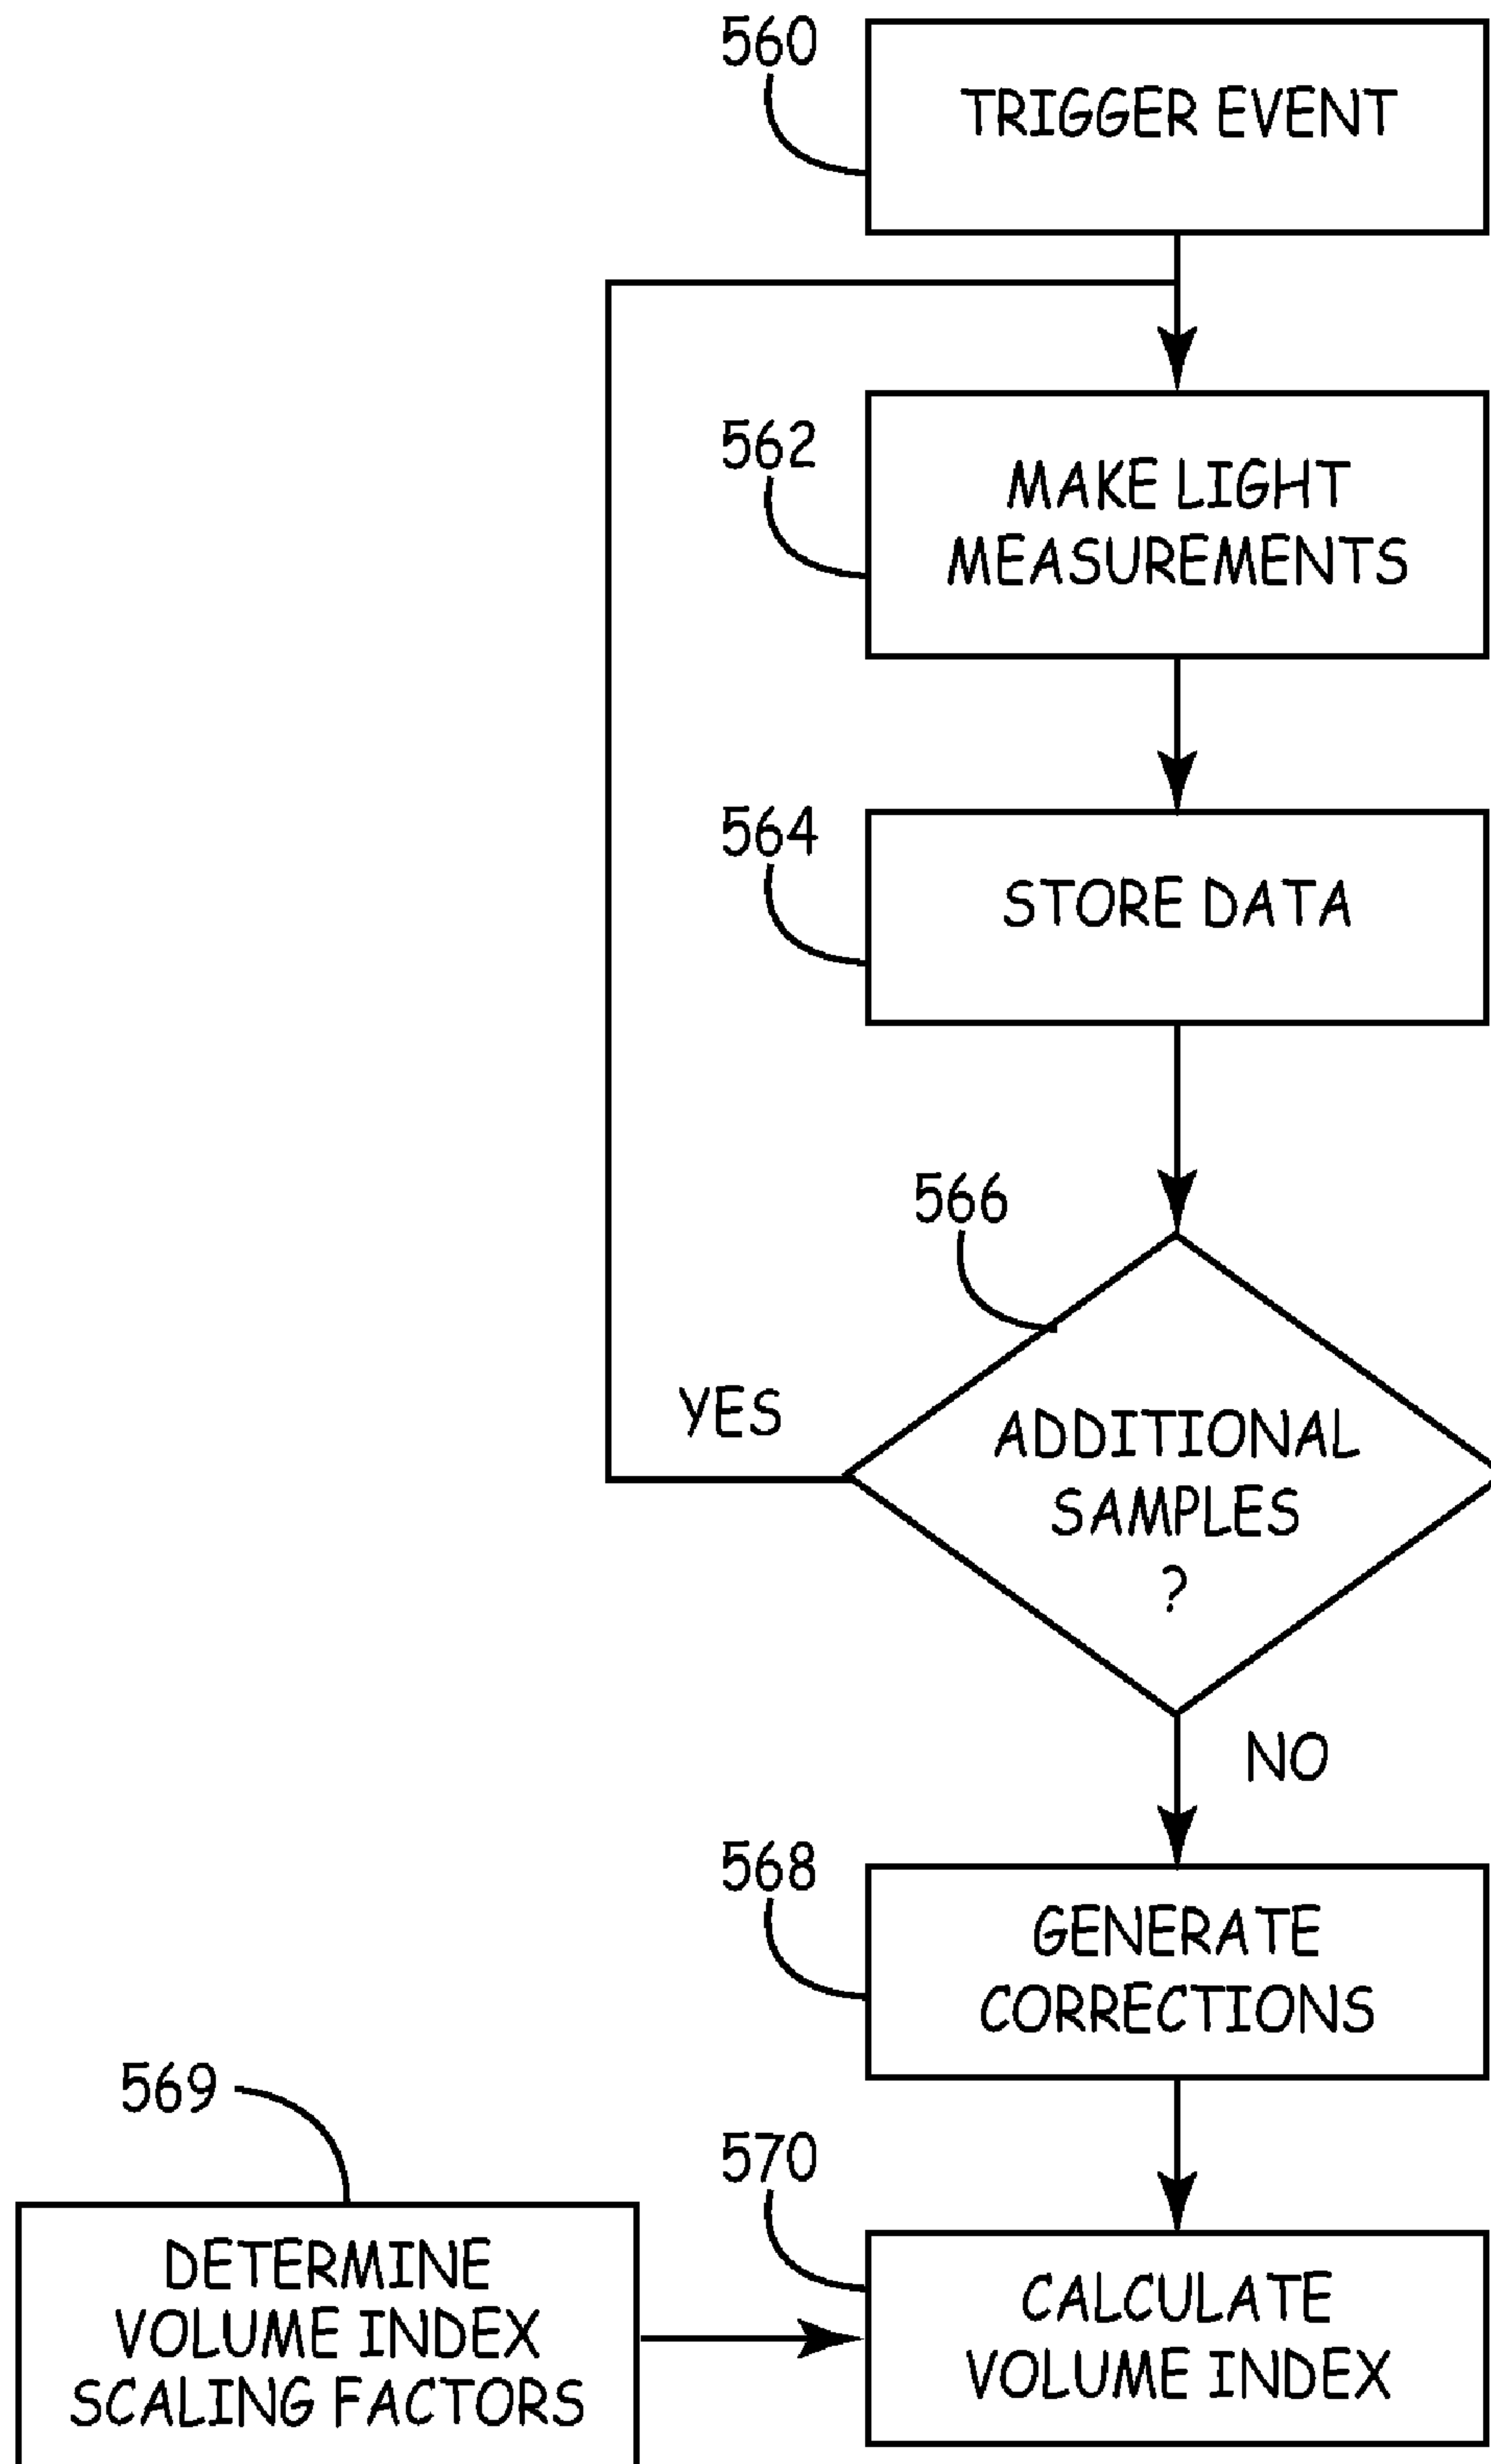 560
TRIGGER EVENT
562
MAKE LIGHT
MEASUREMENTS
564
STORE DATA
566
YES
ADDITIONAL
SAMPLES
?
NO
568
GENERATE
CORRECTIONS
569
DETERMINE
VOLUME INDEX
SCALING FACTORS
570
CALCULATE
VOLUME INDEX